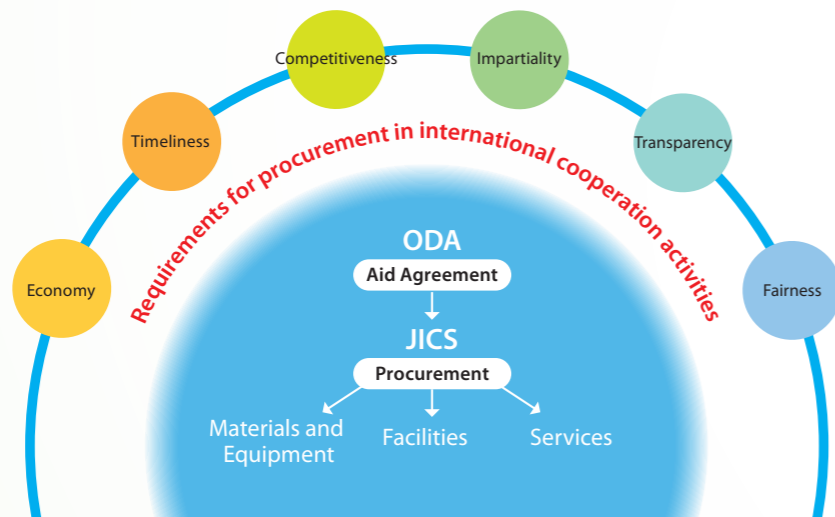 Competitiveness
Impartiality
Timeliness
Transparency
Economy
Fairness
Requirements for procurement in international cooperation activities
ODA
Aid Agreement
JICS
Procurement
Materials and
Equipment
Facilities
Services